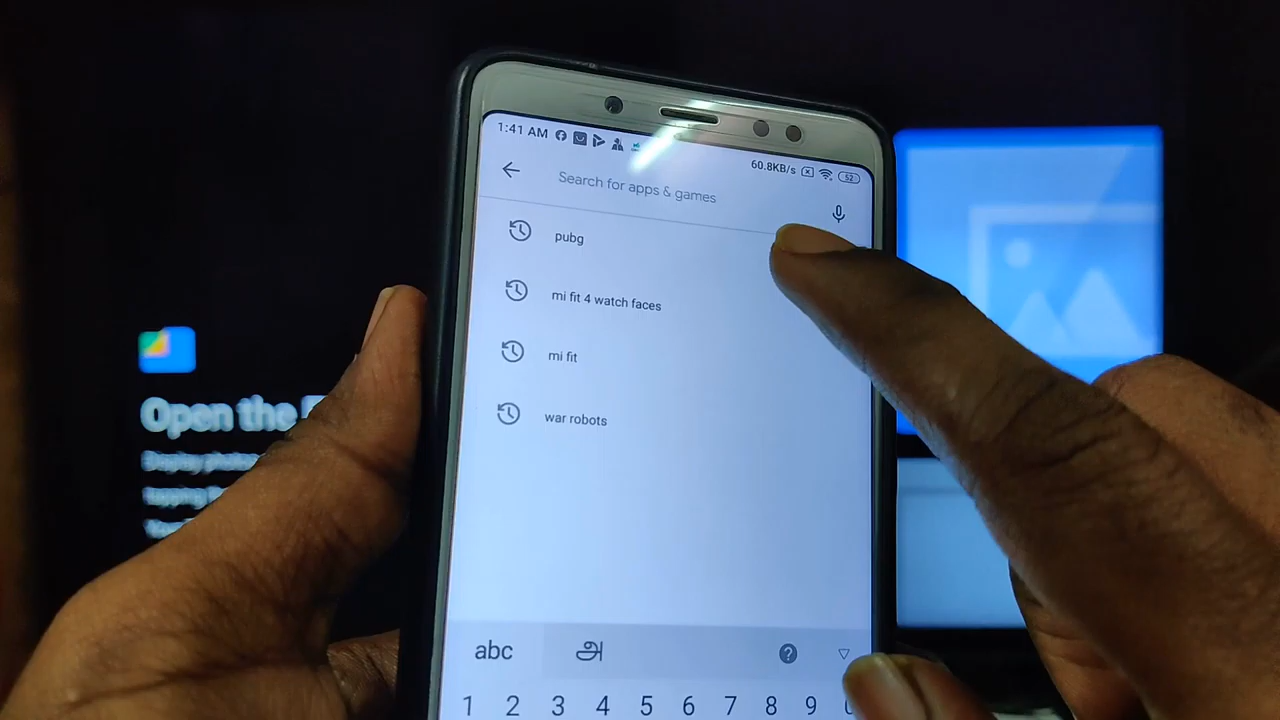 1:41 AM
60.8KB/s
52
Search for apps & games
pubg
mi fit 4 watch faces
mi fit
war robots
Open the
abc
அ
?
1 2 3 4 5 6 7 8 9